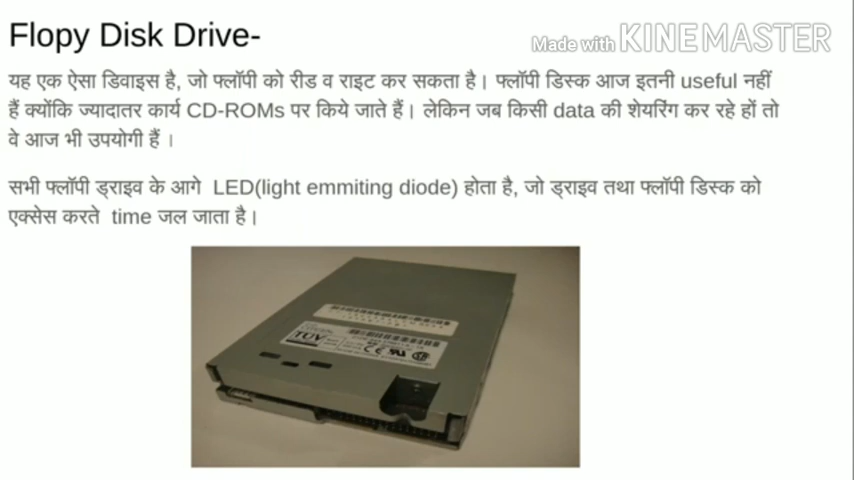 Flopy Disk Drive-
Made with KINEMASTER
यह एक ऐसा डिवाइस है, जो फ्लॉपी को रीड व राइट कर सकता है। फ्लॉपी डिस्क आज इतनी useful नहीं
हैं क्योंकि ज्यादातर कार्य CD-ROMs पर किये जाते हैं। लेकिन जब किसी data की शेयरिंग कर रहे हों तो
वे आज भी उपयोगी हैं ।
सभी फ्लॉपी ड्राइव के आगे LED(light emmiting diode) होता है, जो ड्राइव तथा फ्लॉपी डिस्क को
एक्सेस करते time जल जाता है।
TÜV